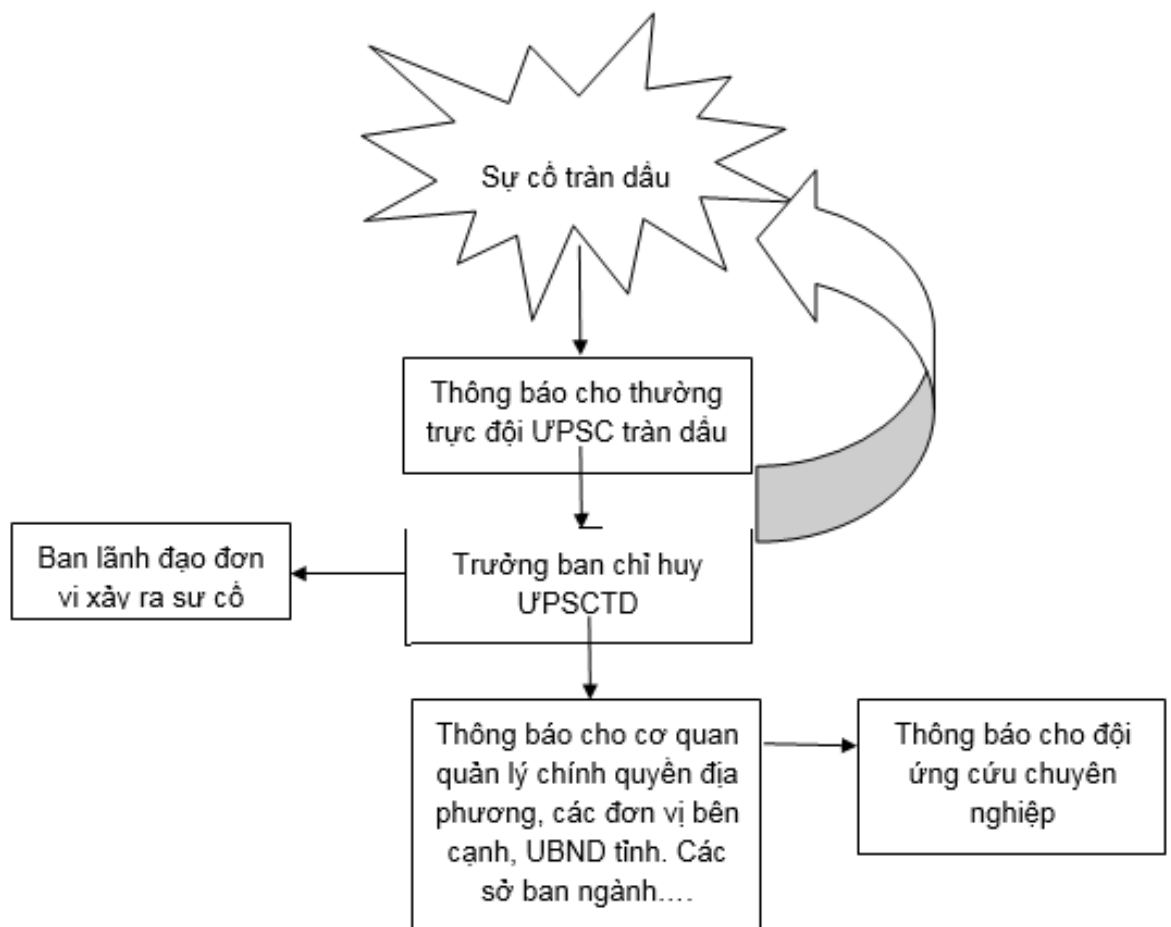 Sự cố tràn dầu
Thông báo cho thường
trực đội ƯPSC tràn dầu
Ban lãnh đạo đơn
vị xảy ra sự cố
Trưởng ban chỉ huy
ƯPSCTD
Thông báo cho cơ quan
quản lý chính quyền địa
phương, các đơn vị bên
cạnh, UBND tỉnh. Các
sở ban ngành....
Thông báo cho đội
ứng cứu chuyên
nghiệp